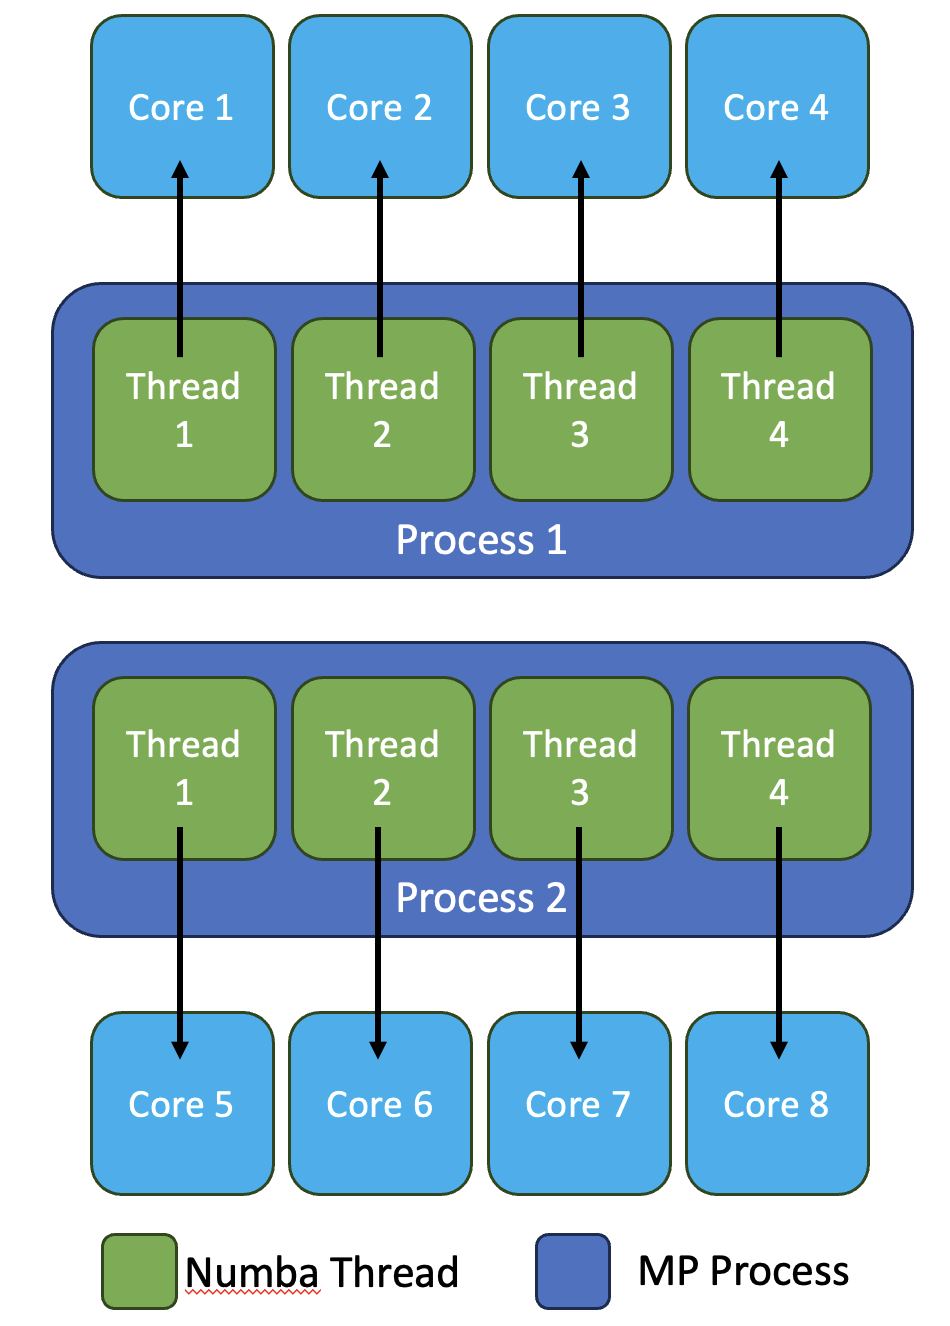 Core 1
Core 2
Core 3
Core 4
Thread
1
Thread
2
Thread
3
Thread
4
Process 1
Thread
1
Thread
2
Thread
3
Thread
4
Process 2
Core 5
Core 6
Core 7
Core 8
Numba Thread
MP Process